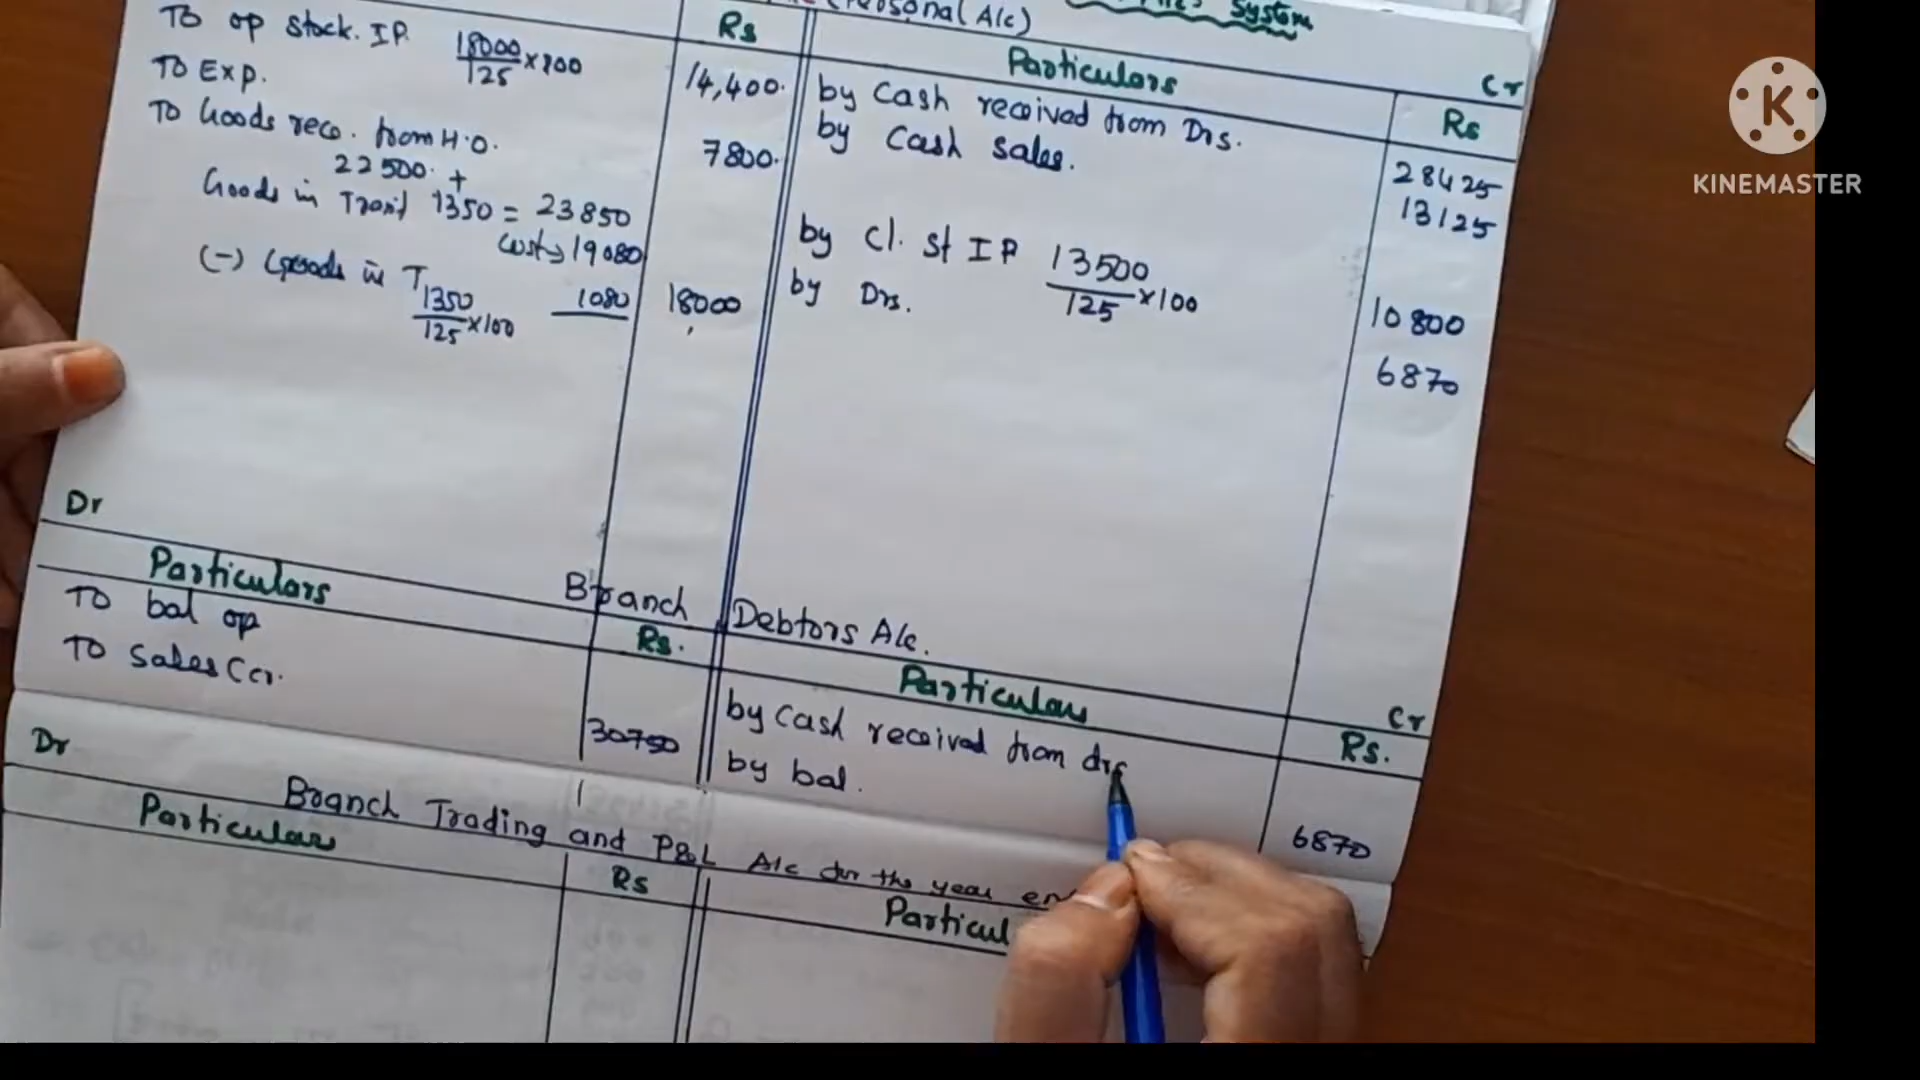 (Personal A/c)
System
Rs
Particulars
Cr
Rs
To op stock. I.P. 18000/125 × 100
14,400.
by Cash received from Drs.
28425
To Exp.
7800.
by Cash sales.
13125
To Goods rece. from H.O.
22500. +
Goods in Transit 1350 = 23850
cost→19080
(-) Goods in T 1350/125 × 100
1080
18000
by Cl. st I P 13500/125 × 100
10800
by Drs.
6870
Dr
Branch Debtors A/c.
Cr
Particulars
Rs.
Particulars
Rs.
To bal op
by Cash received from drs
To Sales (cr.
30750
by bal.
6870
Dr
Branch Trading and P&L A/c for the year en
Particulars
Rs
Particul
K
KINEMASTER